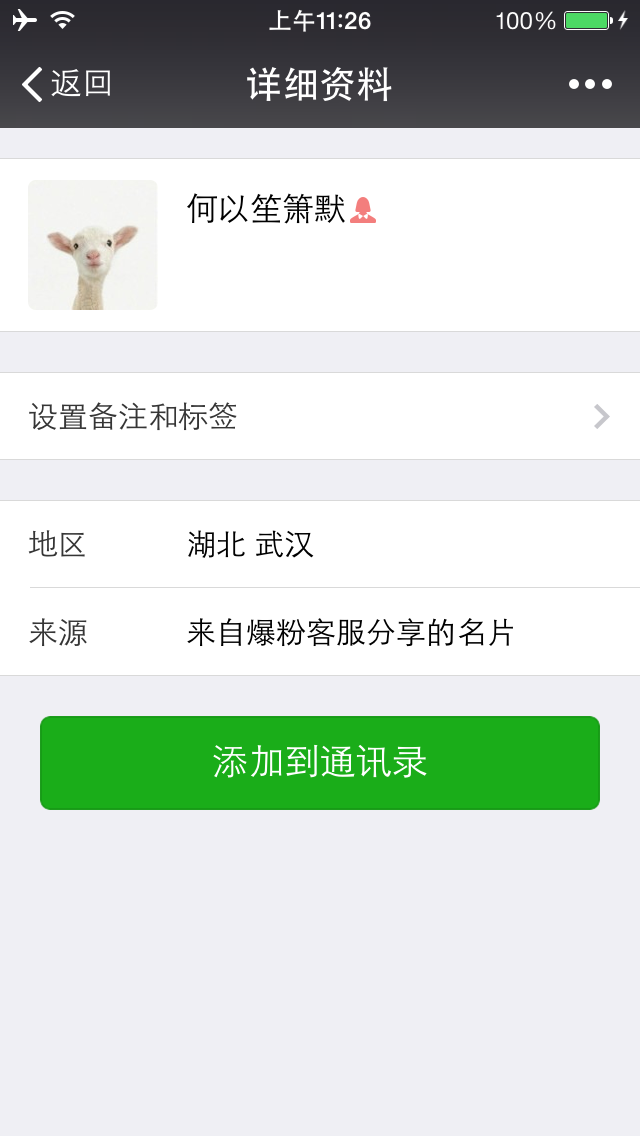 上午11:26
100%
返回
详细资料
何以笙箫默
设置备注和标签
地区 湖北 武汉
来源 来自爆粉客服分享的名片
添加到通讯录